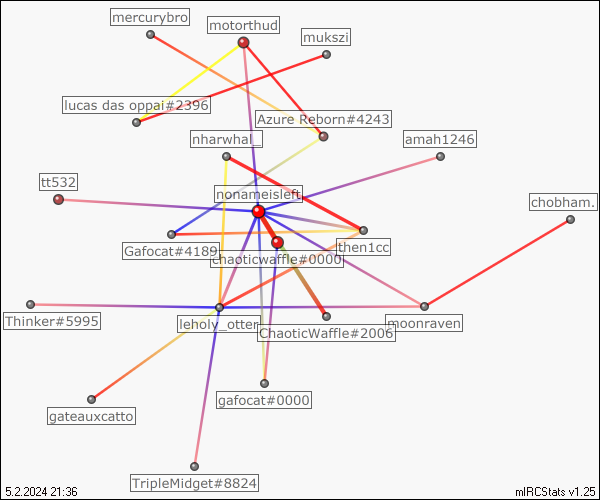 mercurybro
motorthud
mukszi
lucas das oppai#2396
Azure Reborn#4243
nharwhal_
amah1246
tt532
nonameisleft
chobham.
Gafocat#4189
then1cc
chaoticwaffle#0000
Thinker#5995
leholy_otter
moonraven
ChaoticWaffle#2006
gafocat#0000
gateauxcatto
TripleMidget#8824
5.2.2024 21:36
mIRCStats v1.25